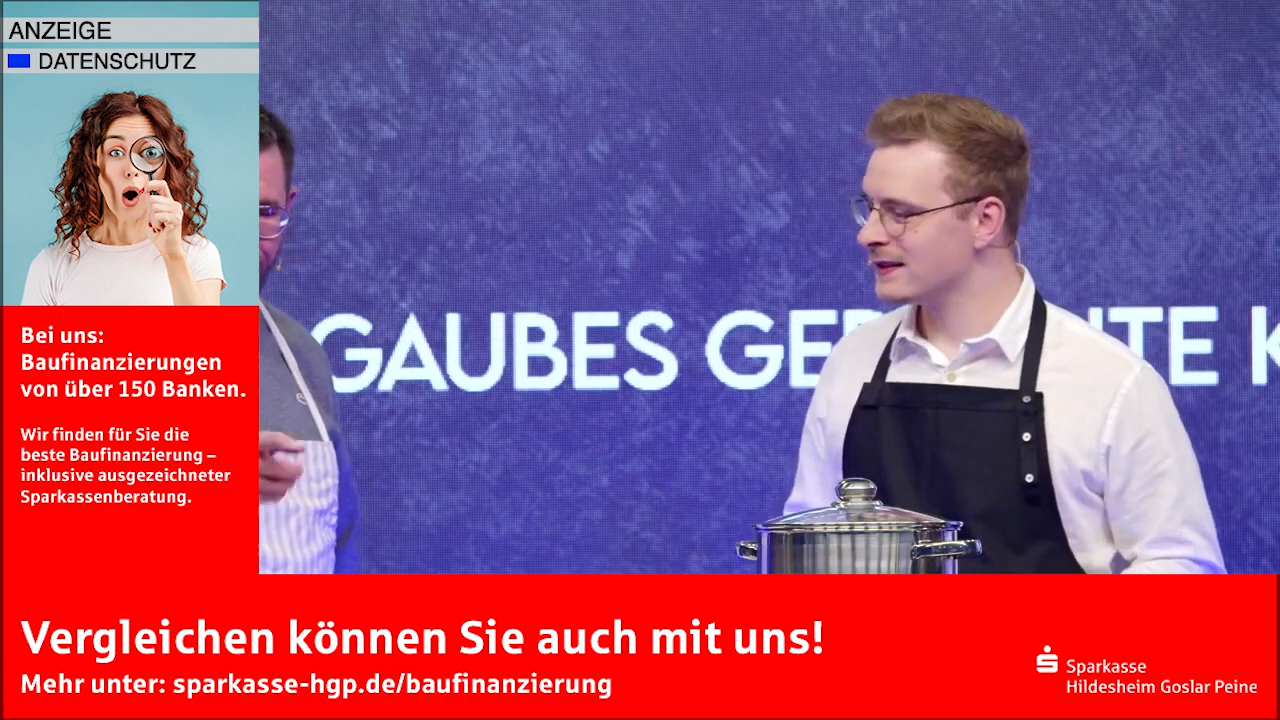 ANZEIGE
DATENSCHUTZ
GAUBES GE
TE K
Bei uns:
Baufinanzierungen
von über 150 Banken.
Wir finden für Sie die
beste Baufinanzierung –
inklusive ausgezeichneter
Sparkassenberatung.
Vergleichen können Sie auch mit uns!
Mehr unter: sparkasse-hgp.de/baufinanzierung
Sparkasse
Hildesheim Goslar Peine